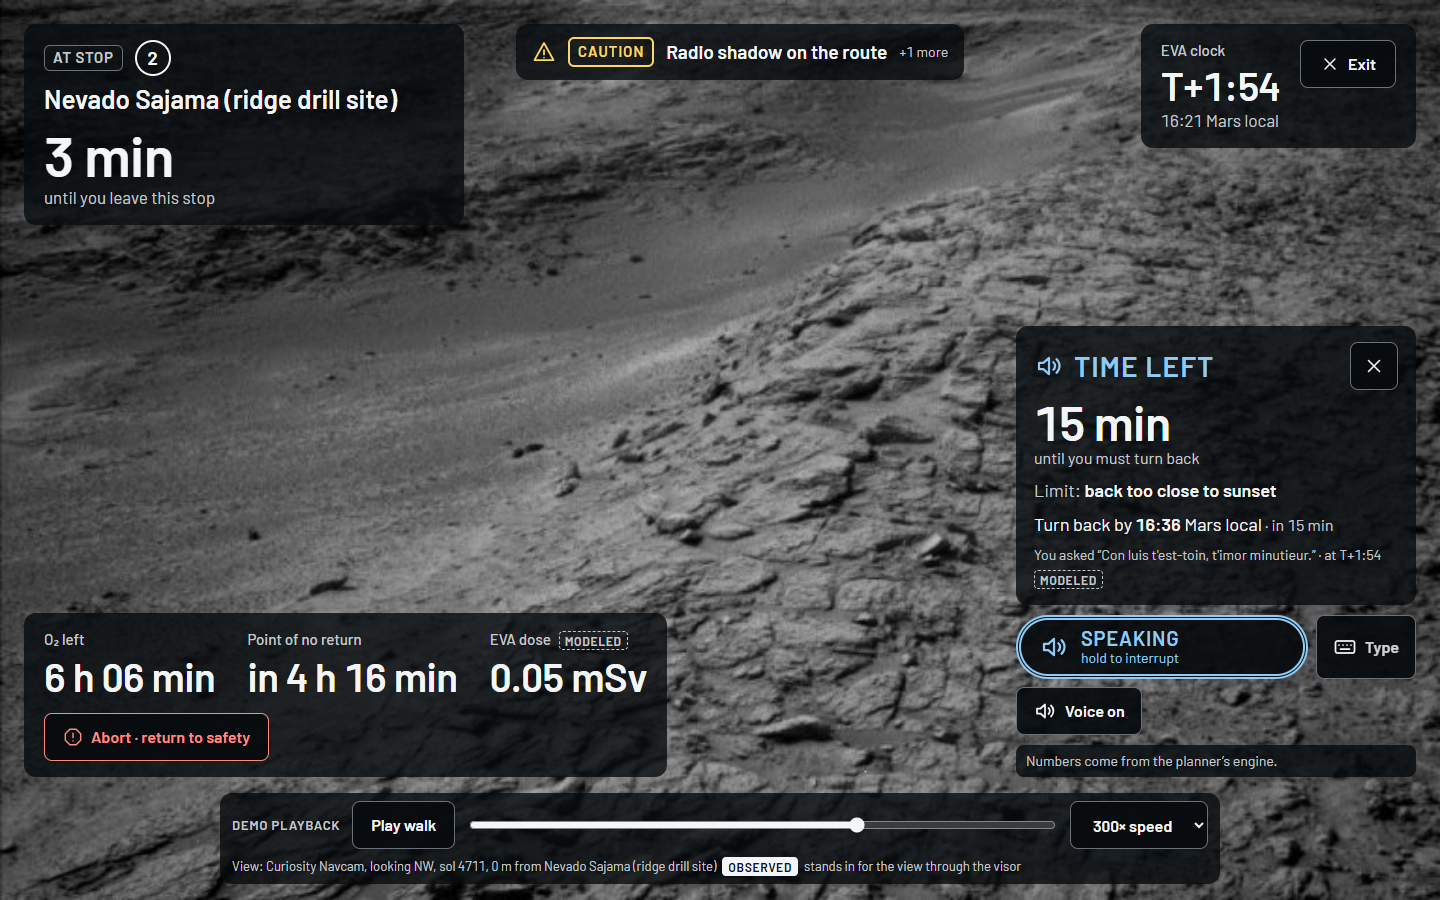 AT STOP 2
Nevado Sajama (ridge drill site)
3 min
until you leave this stop
CAUTION Radio shadow on the route +1 more
EVA clock
T+1:54
16:21 Mars local
Exit
TIME LEFT
15 min
until you must turn back
Limit: back too close to sunset
Turn back by 16:36 Mars local · in 15 min
You asked “Con luis t'est-toin, t'imor minutieur.” · at T+1:54
MODELED
SPEAKING
hold to interrupt
Type
Voice on
Numbers come from the planner’s engine.
O₂ left
6 h 06 min
Point of no return
in 4 h 16 min
EVA dose MODELED
0.05 mSv
Abort · return to safety
DEMO PLAYBACK Play walk 300× speed
View: Curiosity Navcam, looking NW, sol 4711, 0 m from Nevado Sajama (ridge drill site) OBSERVED stands in for the view through the visor